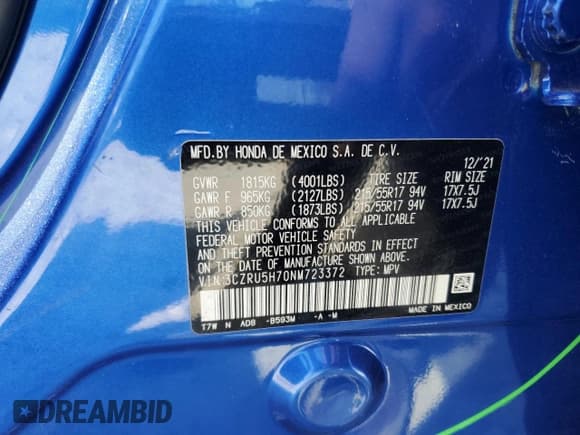 MFD.BY HONDA DE MEXICO S.A. DE C.V.
12/'21
GVWR 1815KG (4001LBS) TIRE SIZE RIM SIZE
GAWR F 965KG (2127LBS) 215/55R17 94V 17X7.5J
GAWR R 850KG (1873LBS) 215/55R17 94V 17X7.5J
THIS VEHICLE CONFORMS TO ALL APPLICABLE
FEDERAL MOTOR VEHICLE SAFETY
AND THEFT PREVENTION STANDARDS IN EFFECT ON
THE DATE OF MANUFACTURE SHOWN ABOVE.
V.I.N.: 3CZRU5H70NM723372 TYPE: MPV
T7W N ADB -B593M -A -M
MADE IN MEXICO
DREAMBID